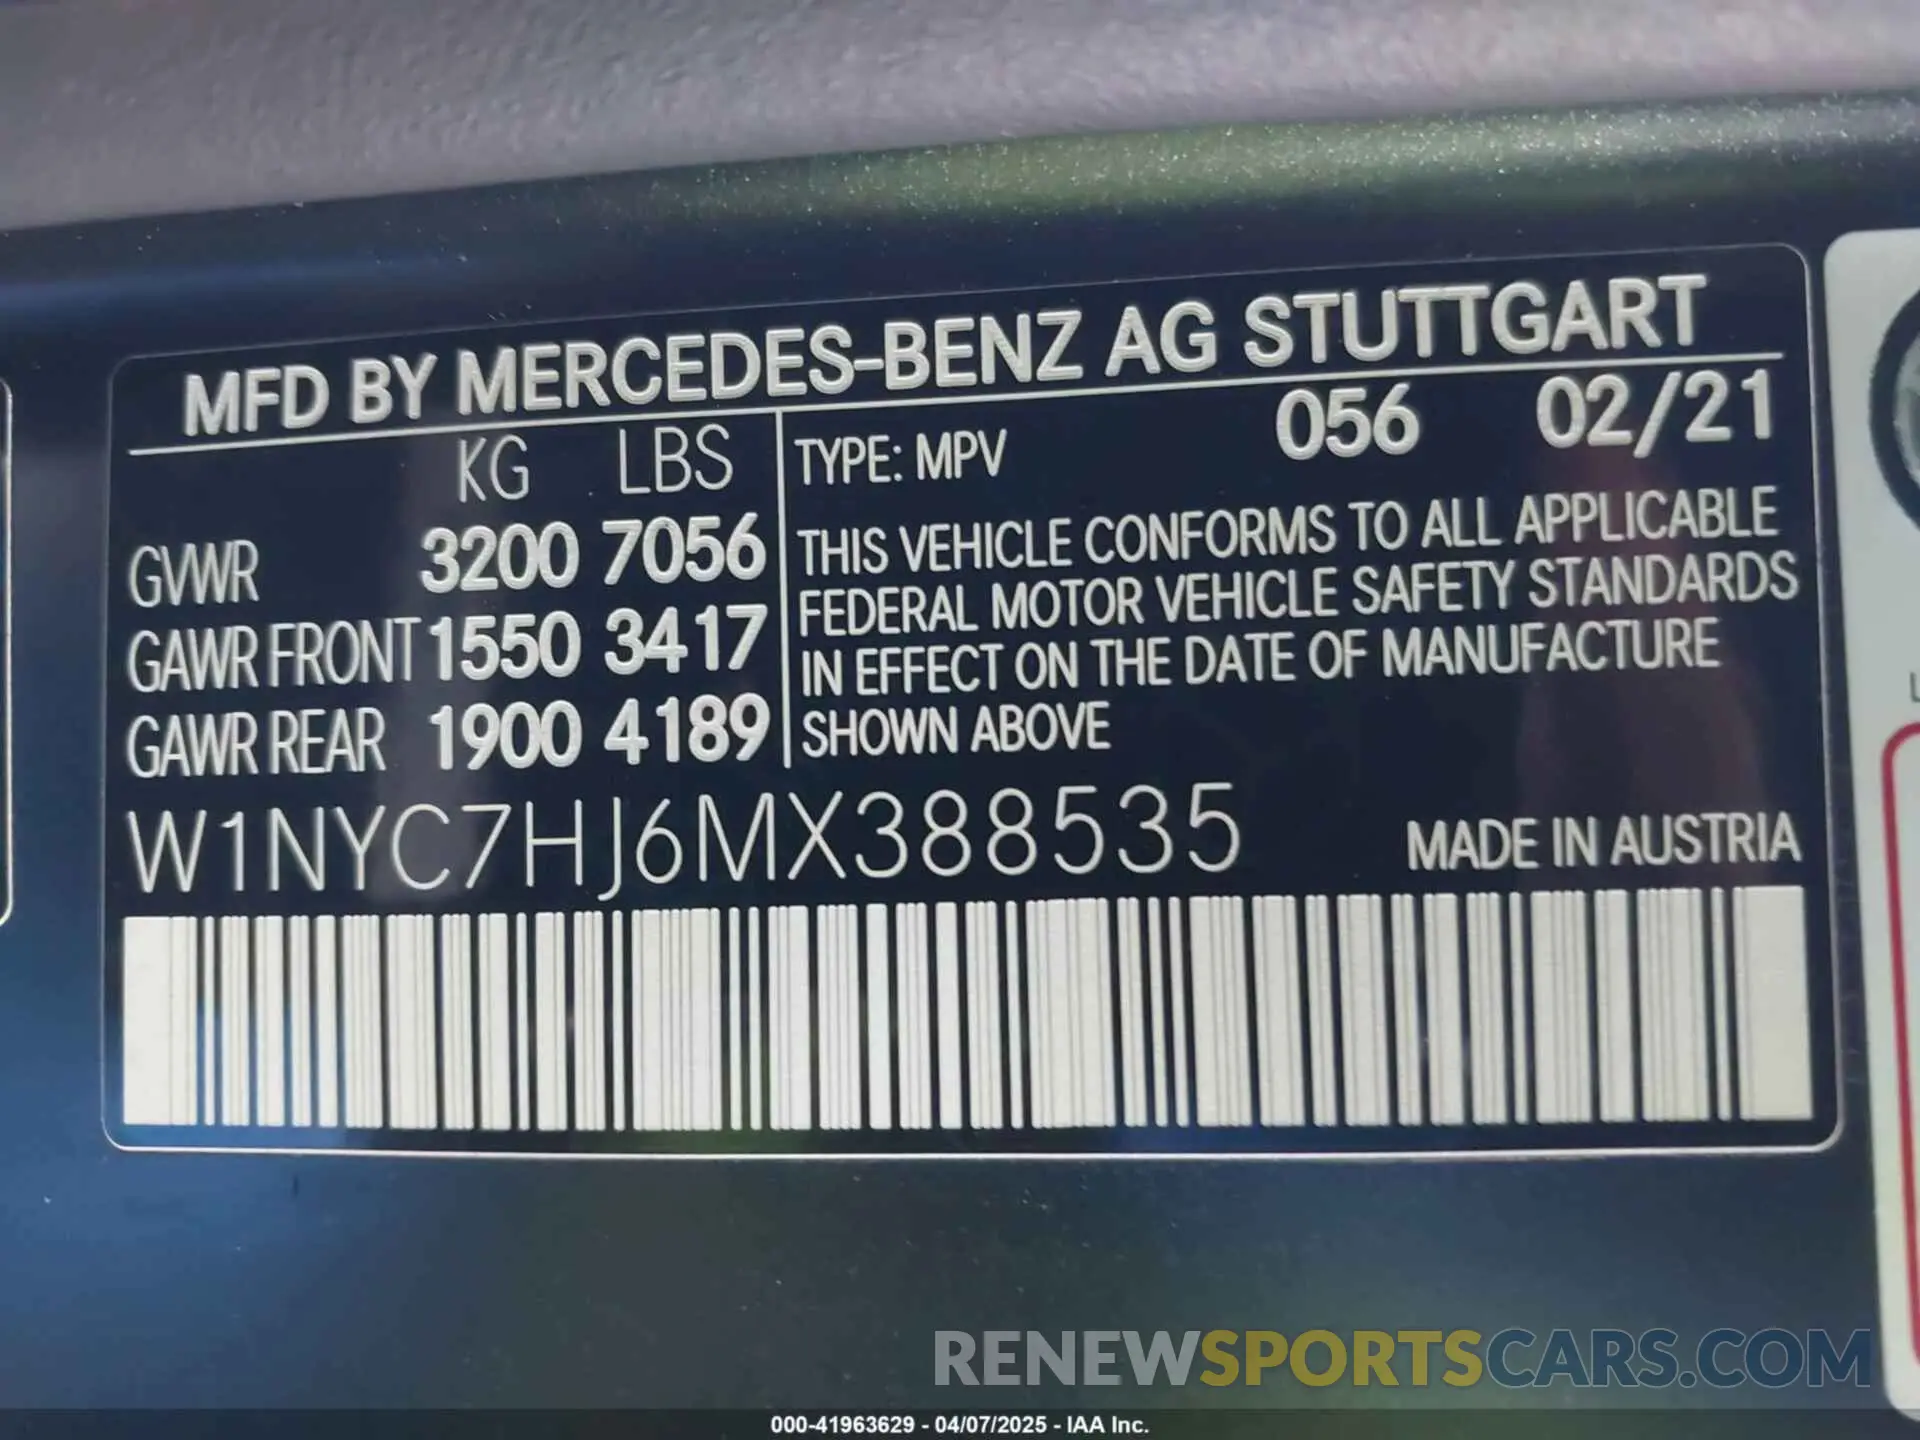 MFD BY MERCEDES-BENZ AG STUTTGART
KG LBS
GVWR 3200 7056
GAWR FRONT 1550 3417
GAWR REAR 1900 4189
TYPE: MPV 056 02/21
THIS VEHICLE CONFORMS TO ALL APPLICABLE
FEDERAL MOTOR VEHICLE SAFETY STANDARDS
IN EFFECT ON THE DATE OF MANUFACTURE
SHOWN ABOVE
W1NYC7HJ6MX388535 MADE IN AUSTRIA
RENEWSPORTSCARS.COM
000-41963629 - 04/07/2025 - IAA Inc.